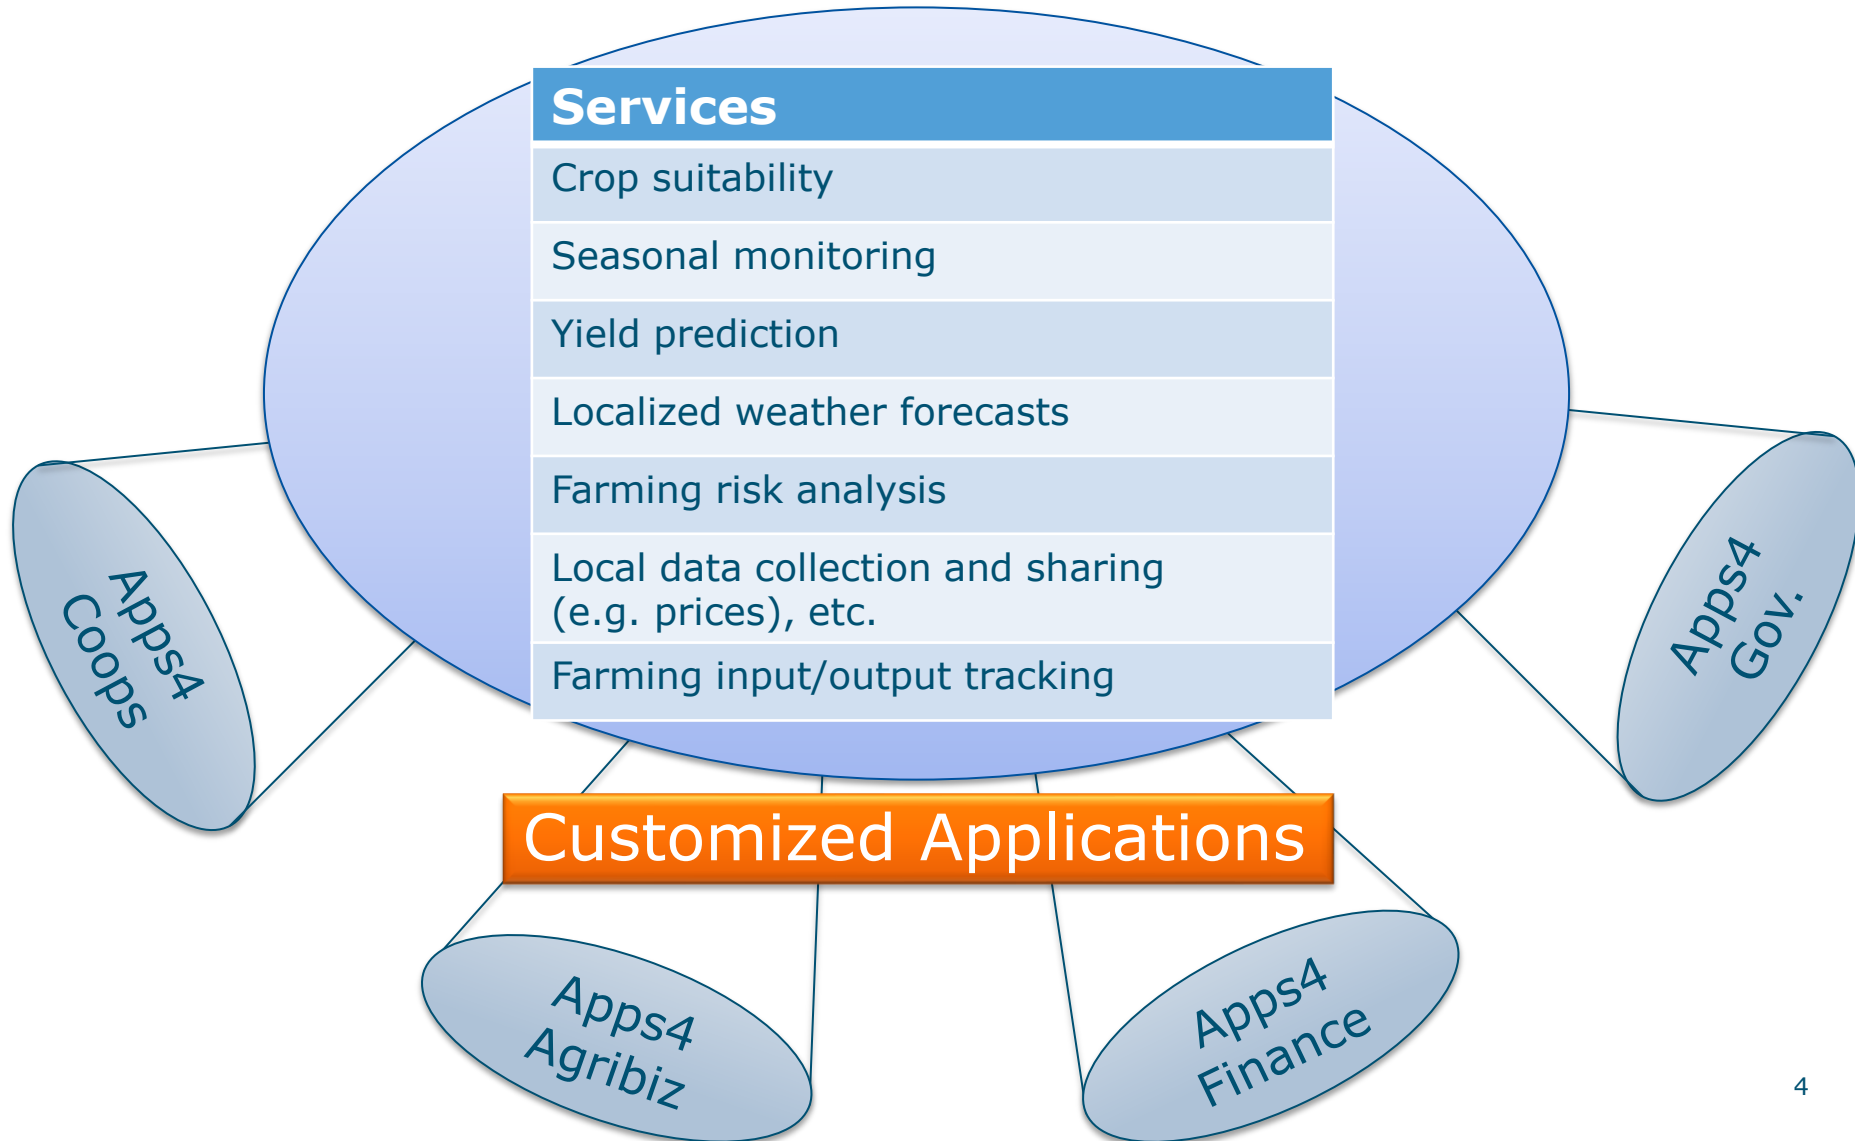 Services
Crop suitability
Seasonal monitoring
Yield prediction
Localized weather forecasts
Farming risk analysis
Local data collection and sharing
(e.g. prices), etc.
Farming input/output tracking
Apps4
Coops
Apps4
Gov.
Customized Applications
Apps4
Agribiz
Apps4
Finance
4